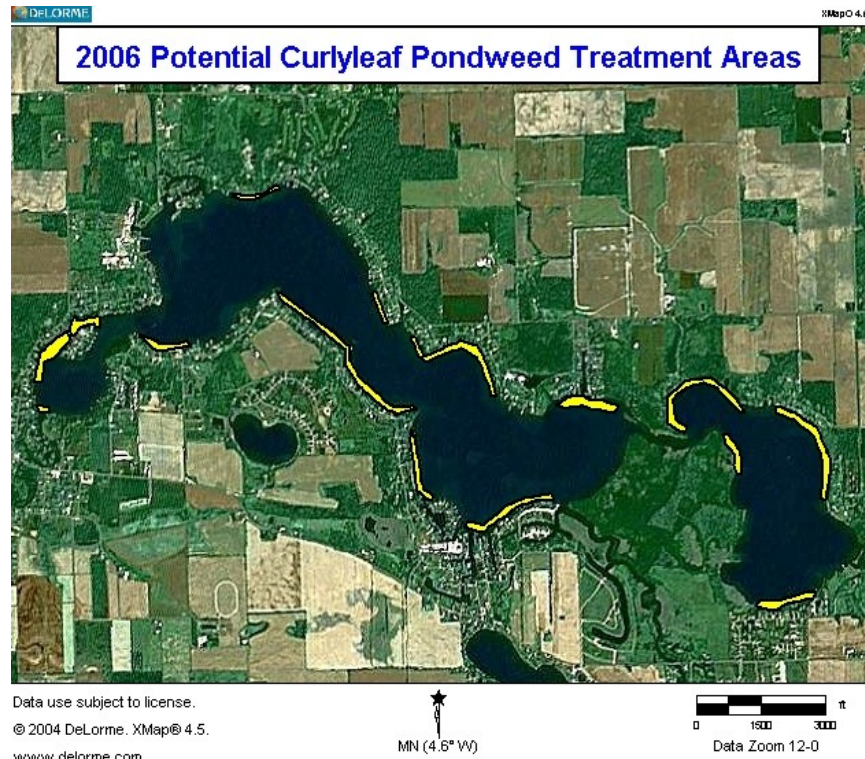 DELORME
XMap® 4.
2006 Potential Curlyleaf Pondweed Treatment Areas
Data use subject to license.
© 2004 DeLorme. XMap® 4.5.
www.delorme.com
MN (4.6° W)
ft
0 1500 3000
Data Zoom 12-0